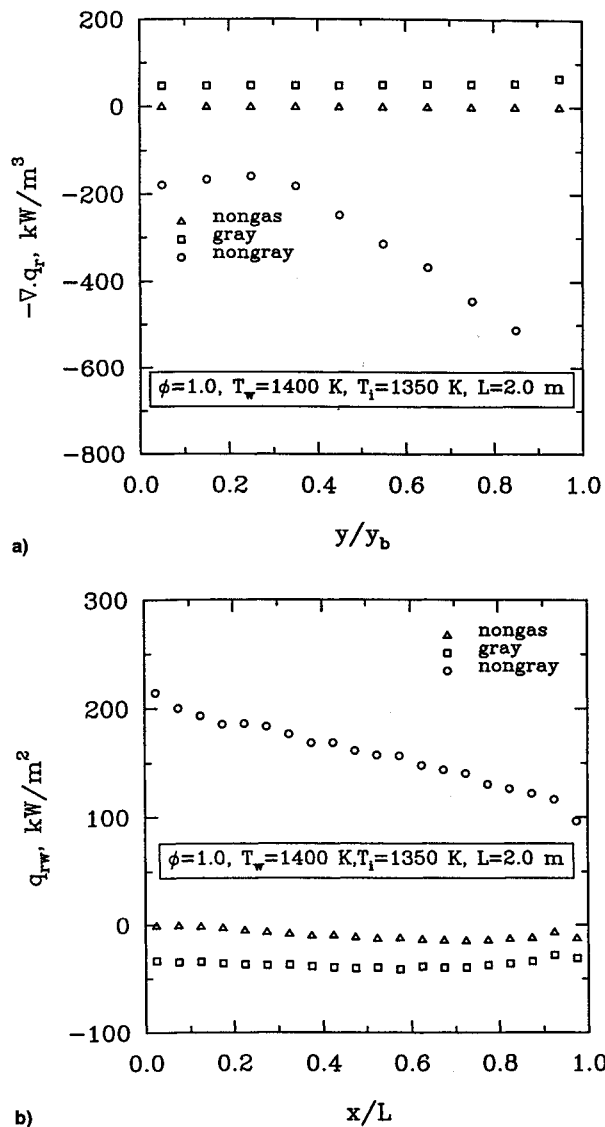 200
0
−200
−400
−600
−800
−∇.q_r, kW/m³
△ nongas
□ gray
○ nongray
ϕ=1.0, T_w=1400 K, T_i=1350 K, L=2.0 m
0.0 0.2 0.4 0.6 0.8 1.0
y/y_b
a)
300
200
100
0
−100
q_rw, kW/m²
△ nongas
□ gray
○ nongray
ϕ=1.0, T_w=1400 K,T_i=1350 K, L=2.0 m
0.0 0.2 0.4 0.6 0.8 1.0
x/L
b)